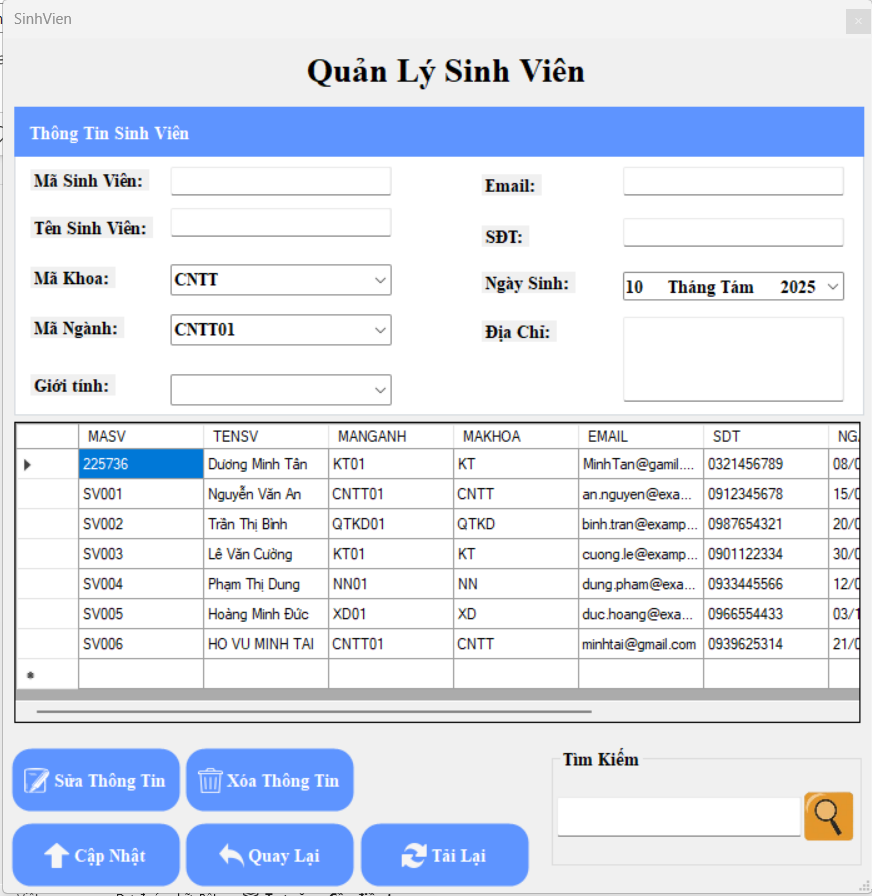 SinhVien
Quản Lý Sinh Viên
Thông Tin Sinh Viên
Mã Sinh Viên:
Tên Sinh Viên:
Mã Khoa: CNTT
Mã Ngành: CNTT01
Giới tính:
Email:
SĐT:
Ngày Sinh: 10 Tháng Tám 2025
Địa Chỉ:
MASV TENSV MANGANH MAKHOA EMAIL SDT NGA
225736 Dương Minh Tân KT01 KT MinhTan@gamil.... 0321456789 08/0
SV001 Nguyễn Văn An CNTT01 CNTT an.nguyen@exa... 0912345678 15/0
SV002 Trần Thị Bình QTKD01 QTKD binh.tran@examp... 0987654321 20/0
SV003 Lê Văn Cường KT01 KT cuong.le@examp... 0901122334 30/0
SV004 Phạm Thị Dung NN01 NN dung.pham@exa... 0933445566 12/0
SV005 Hoàng Minh Đức XD01 XD duc.hoang@exa... 0966554433 03/1
SV006 HO VU MINH TAI CNTT01 CNTT minhtai@gmail.com 0939625314 21/0
Sửa Thông Tin
Xóa Thông Tin
Tìm Kiếm
Cập Nhật
Quay Lại
Tải Lại